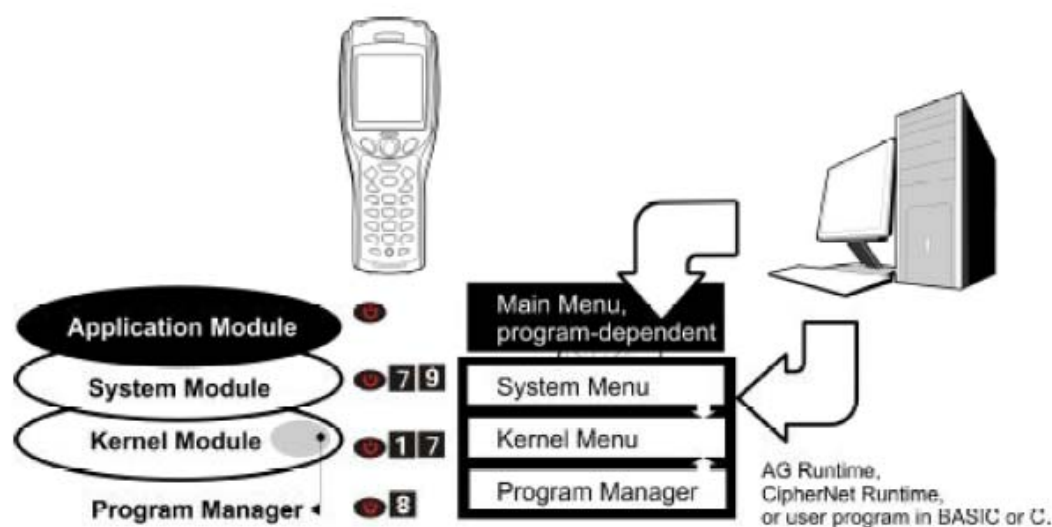 Application Module
Main Menu,
program-dependent
System Module
7 9
System Menu
Kernel Module
1 7
Kernel Menu
Program Manager
8
Program Manager
AG Runtime,
CipherNet Runtime,
or user program in BASIC or C.